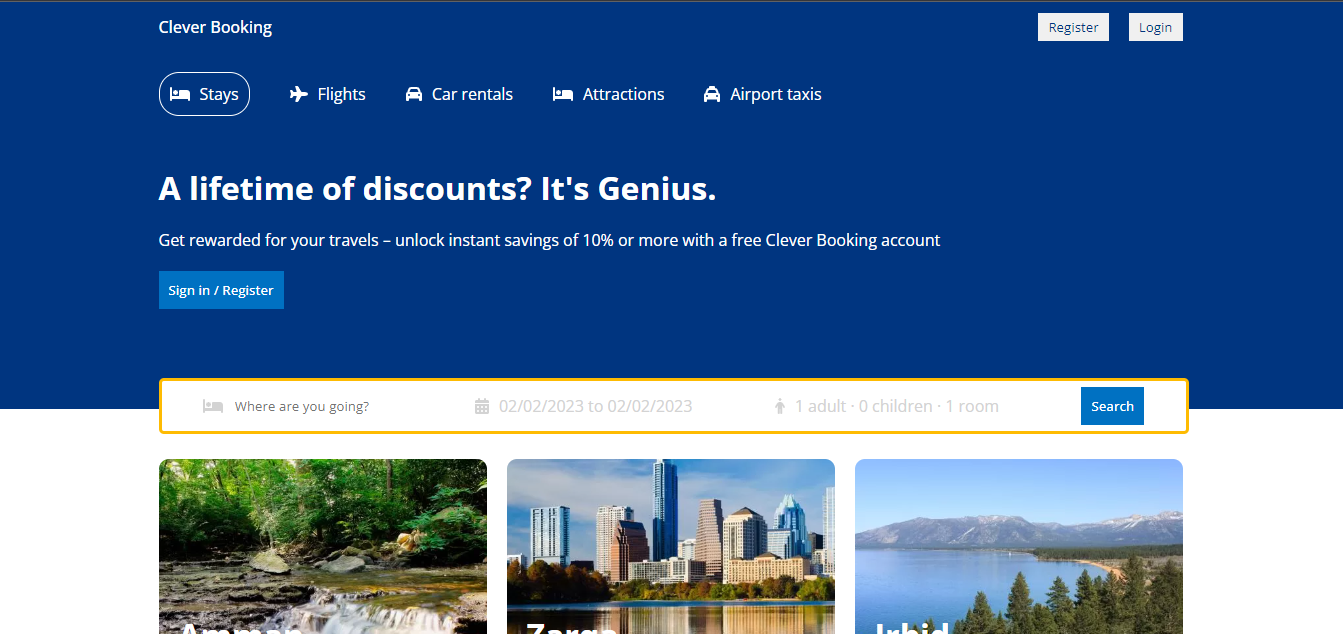 Clever Booking
Register
Login
Stays
Flights
Car rentals
Attractions
Airport taxis
A lifetime of discounts? It's Genius.
Get rewarded for your travels – unlock instant savings of 10% or more with a free Clever Booking account
Sign in / Register
Where are you going?
02/02/2023 to 02/02/2023
1 adult · 0 children · 1 room
Search
Amman
Zarqa
Irbid